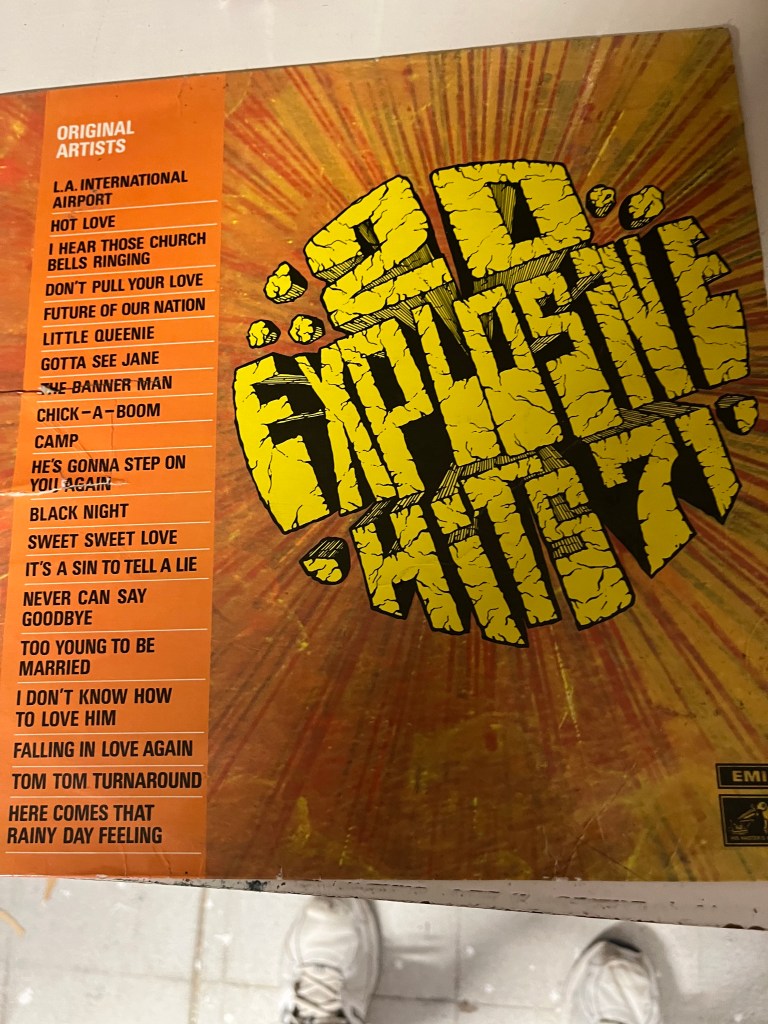 ORIGINAL
ARTISTS
L.A. INTERNATIONAL
AIRPORT
HOT LOVE
I HEAR THOSE CHURCH
BELLS RINGING
DON'T PULL YOUR LOVE
FUTURE OF OUR NATION
LITTLE QUEENIE
GOTTA SEE JANE
THE BANNER MAN
CHICK-A-BOOM
CAMP
HE'S GONNA STEP ON
YOU AGAIN
BLACK NIGHT
SWEET SWEET LOVE
IT'S A SIN TO TELL A LIE
NEVER CAN SAY
GOODBYE
TOO YOUNG TO BE
MARRIED
I DON'T KNOW HOW
TO LOVE HIM
FALLING IN LOVE AGAIN
TOM TOM TURNAROUND
HERE COMES THAT
RAINY DAY FEELING
20
EXPLOSIVE
HITS 71
EMI